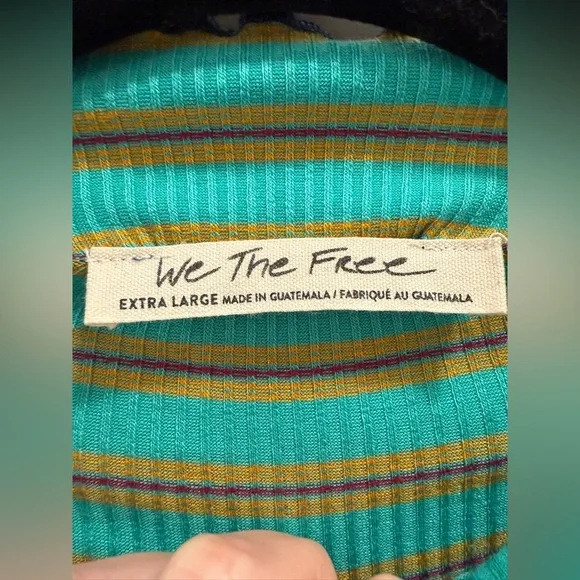 We The Free
EXTRA LARGE MADE IN GUATEMALA / FABRIQUÉ AU GUATEMALA